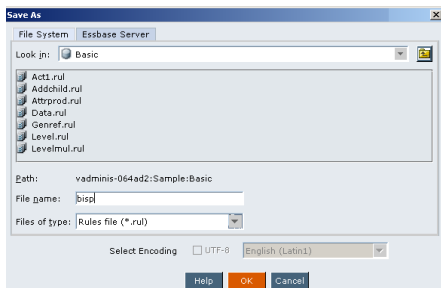 Save As
File System Essbase Server
Look in: Basic
Act1.rul
Addchild.rul
Attrprod.rul
Data.rul
Genref.rul
Level.rul
Levelmul.rul
Path: vadminis-064ad2:Sample:Basic
File name: bisp
Files of type: Rules file (*.rul)
Select Encoding UTF-8 English (Latin1)
Help OK Cancel